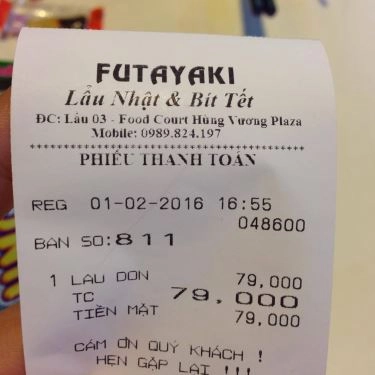 FUTAYAKI
Lẩu Nhật & Bít Tết
ĐC: Lầu 03 - Food Court Hùng Vương Plaza
Mobile: 0989.824.197
************************************************
PHIẾU THANH TOÁN
REG 01-02-2016 16:55
048600
BAN SO:811
1 LAU DON 79,000
TC 79,000
TIỀN MẶT 79,000
CÁM ƠN QUÝ KHÁCH !
HẸN GẶP LẠI !!!